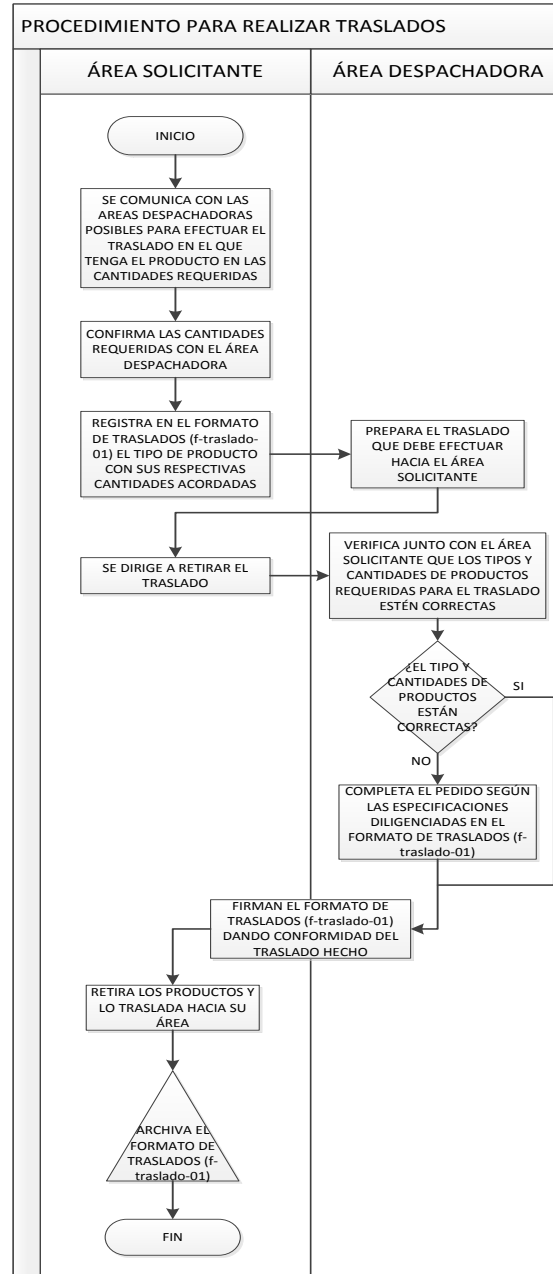 PROCEDIMIENTO PARA REALIZAR TRASLADOS
ÁREA SOLICITANTE
ÁREA DESPACHADORA
INICIO
SE COMUNICA CON LAS
AREAS DESPACHADORAS
POSIBLES PARA EFECTUAR EL
TRASLADO EN EL QUE
TENGA EL PRODUCTO EN LAS
CANTIDADES REQUERIDAS
CONFIRMA LAS CANTIDADES
REQUERIDAS CON EL ÁREA
DESPACHADORA
REGISTRA EN EL FORMATO
DE TRASLADOS (f-traslado-
01) EL TIPO DE PRODUCTO
CON SUS RESPECTIVAS
CANTIDADES ACORDADAS
PREPARA EL TRASLADO
QUE DEBE EFECTUAR
HACIA EL ÁREA
SOLICITANTE
SE DIRIGE A RETIRAR EL
TRASLADO
VERIFICA JUNTO CON EL ÁREA
SOLICITANTE QUE LOS TIPOS Y
CANTIDADES DE PRODUCTOS
REQUERIDAS PARA EL TRASLADO
ESTÉN CORRECTAS
¿EL TIPO Y
CANTIDADES DE
PRODUCTOS
ESTÁN
CORRECTAS?
SI
NO
COMPLETA EL PEDIDO SEGÚN
LAS ESPECIFICACIONES
DILIGENCIADAS EN EL
FORMATO DE TRASLADOS (f-
traslado-01)
FIRMAN EL FORMATO DE
TRASLADOS (f-traslado-01)
DANDO CONFORMIDAD DEL
TRASLADO HECHO
RETIRA LOS PRODUCTOS Y
LO TRASLADA HACIA SU
ÁREA
ARCHIVA EL
FORMATO DE
TRASLADOS (f-
traslado-01)
FIN